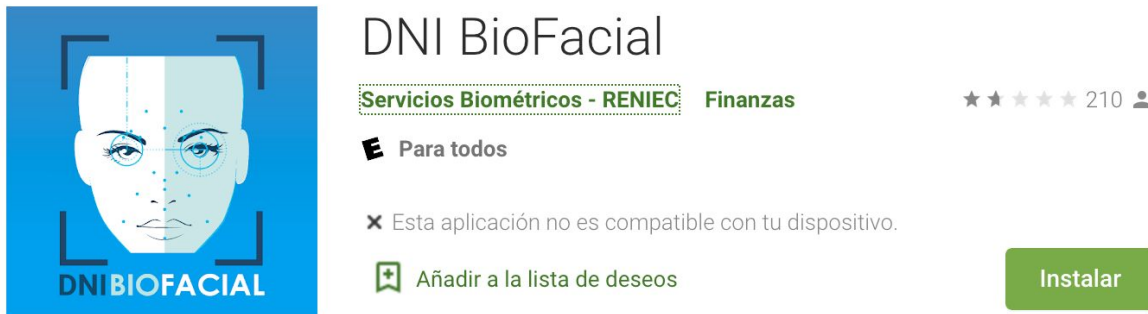 DNI BioFacial
Servicios Biométricos - RENIEC Finanzas 210
E Para todos
Esta aplicación no es compatible con tu dispositivo.
Añadir a la lista de deseos
Instalar
DNIBIOFACIAL